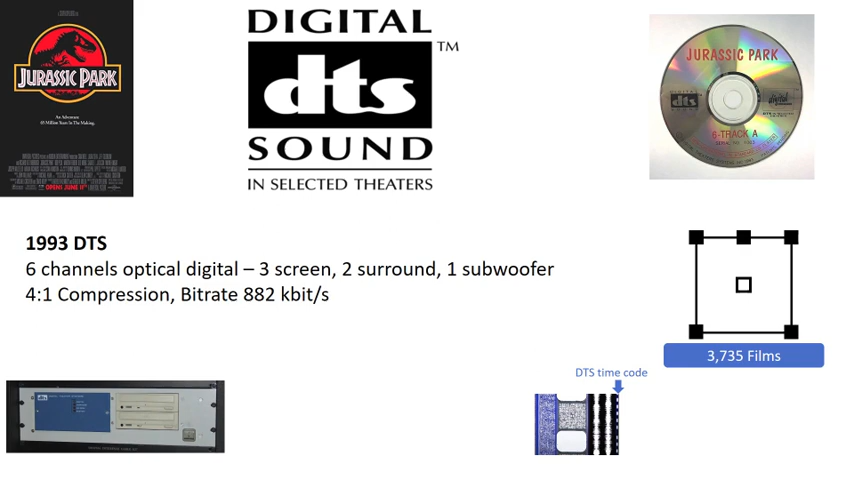 DIGITAL
dts
TM
SOUND
IN SELECTED THEATERS
JURASSIC PARK
An Adventure
65 Million Years In The Making.
OPENS JUNE 11
JURASSIC PARK
dts
6-TRACK A
1993 DTS
6 channels optical digital – 3 screen, 2 surround, 1 subwoofer
4:1 Compression, Bitrate 882 kbit/s
3,735 Films
DTS time code
dts